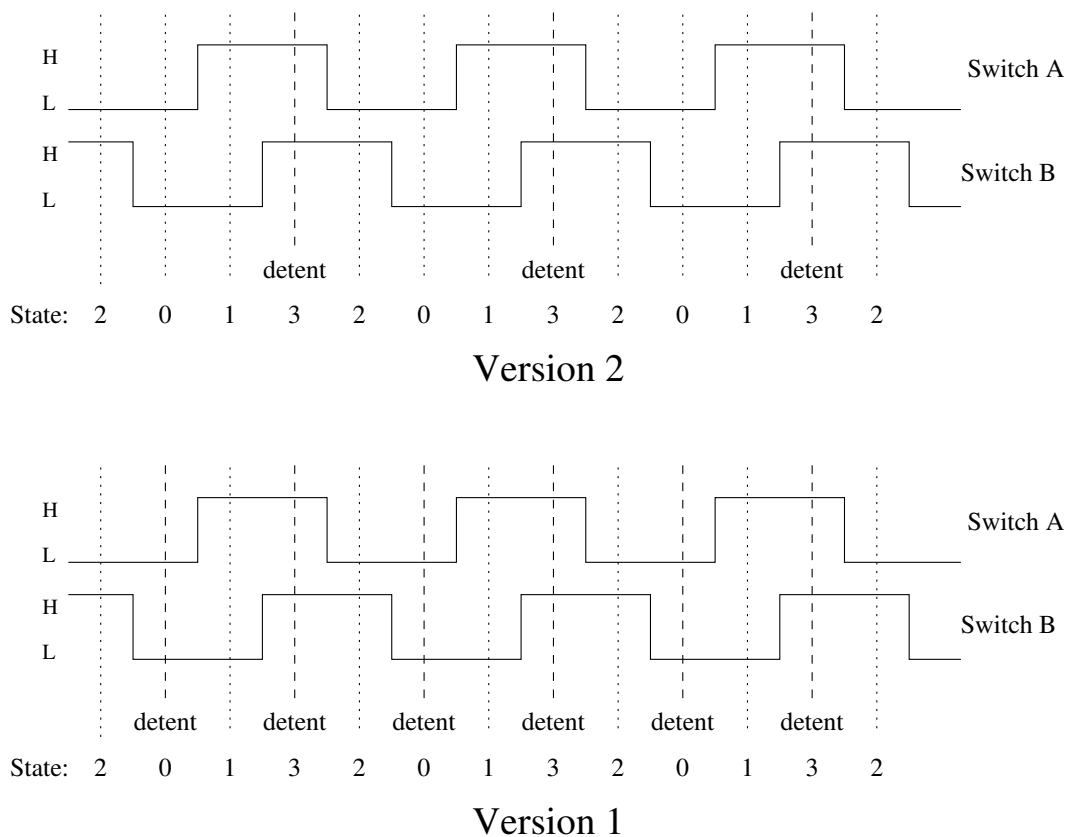 H
Switch A
L
H
Switch B
L
detent detent detent
State: 2 0 1 3 2 0 1 3 2 0 1 3 2
Version 2
H
Switch A
L
H
Switch B
L
detent detent detent detent detent detent
State: 2 0 1 3 2 0 1 3 2 0 1 3 2
Version 1